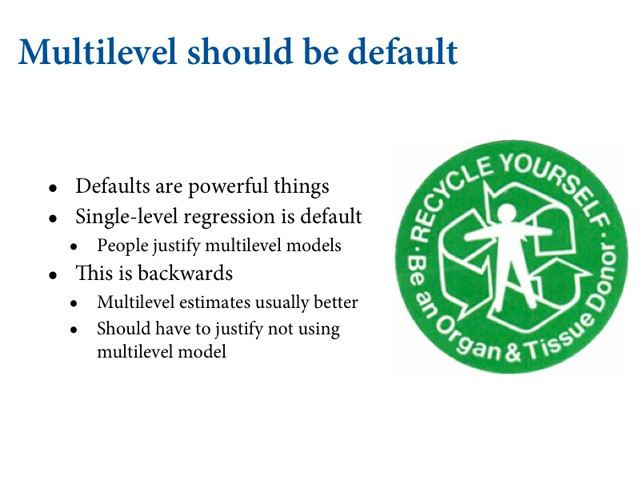 Multilevel should be default
• Defaults are powerful things
• Single-level regression is default
• People justify multilevel models
• This is backwards
• Multilevel estimates usually better
• Should have to justify not using
multilevel model
· RECYCLE YOURSELF ·
Be an Organ & Tissue Donor